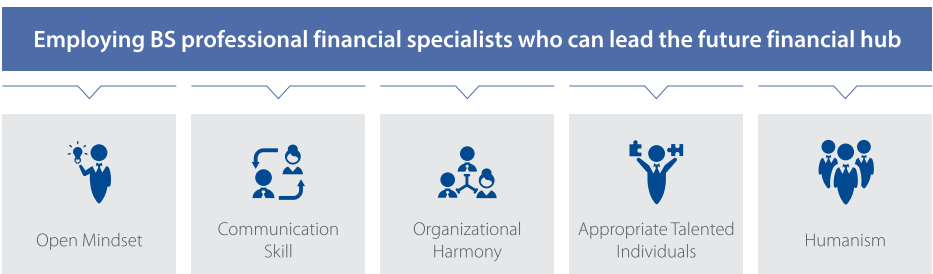 Employing BS professional financial specialists who can lead the future financial hub
Open Mindset
Communication
Skill
Organizational
Harmony
Appropriate Talented
Individuals
Humanism